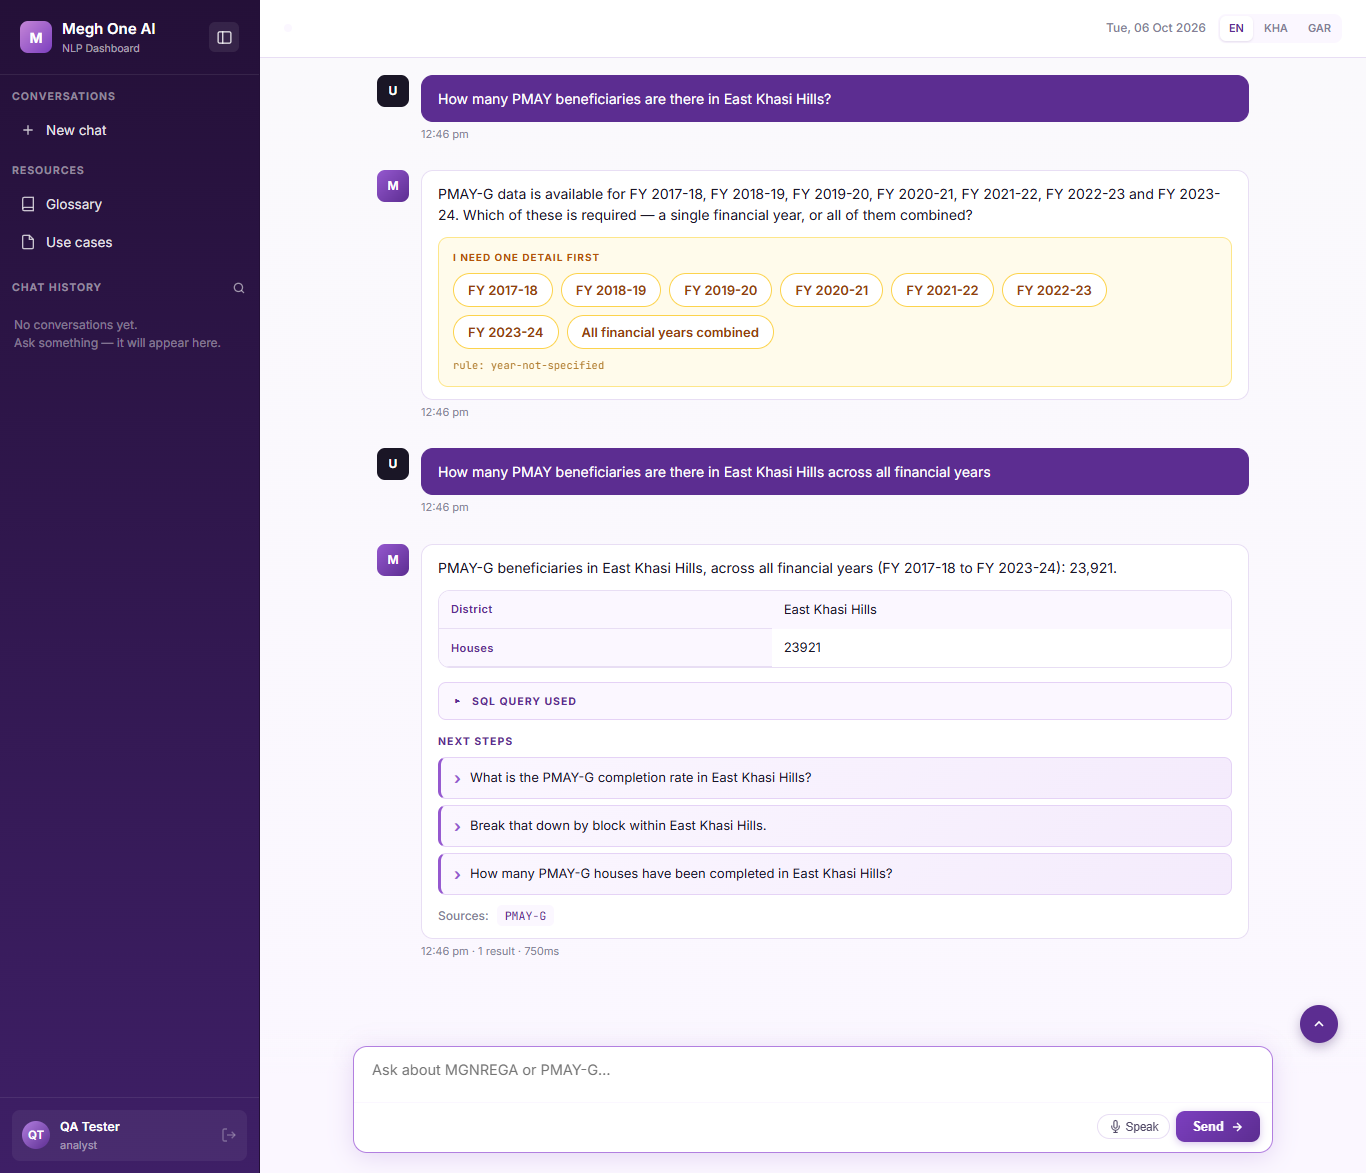 M
Megh One AI
NLP Dashboard
CONVERSATIONS
+ New chat
RESOURCES
Glossary
Use cases
CHAT HISTORY
No conversations yet.
Ask something — it will appear here.
QT
QA Tester
analyst
Tue, 06 Oct 2026
EN KHA GAR
U
How many PMAY beneficiaries are there in East Khasi Hills?
12:46 pm
M
PMAY-G data is available for FY 2017-18, FY 2018-19, FY 2019-20, FY 2020-21, FY 2021-22, FY 2022-23 and FY 2023-
24. Which of these is required — a single financial year, or all of them combined?
I NEED ONE DETAIL FIRST
FY 2017-18 FY 2018-19 FY 2019-20 FY 2020-21 FY 2021-22 FY 2022-23
FY 2023-24 All financial years combined
rule: year-not-specified
12:46 pm
U
How many PMAY beneficiaries are there in East Khasi Hills across all financial years
12:46 pm
M
PMAY-G beneficiaries in East Khasi Hills, across all financial years (FY 2017-18 to FY 2023-24): 23,921.
District East Khasi Hills
Houses 23921
SQL QUERY USED
NEXT STEPS
What is the PMAY-G completion rate in East Khasi Hills?
Break that down by block within East Khasi Hills.
How many PMAY-G houses have been completed in East Khasi Hills?
Sources: PMAY-G
12:46 pm · 1 result · 750ms
Ask about MGNREGA or PMAY-G...
Speak
Send →